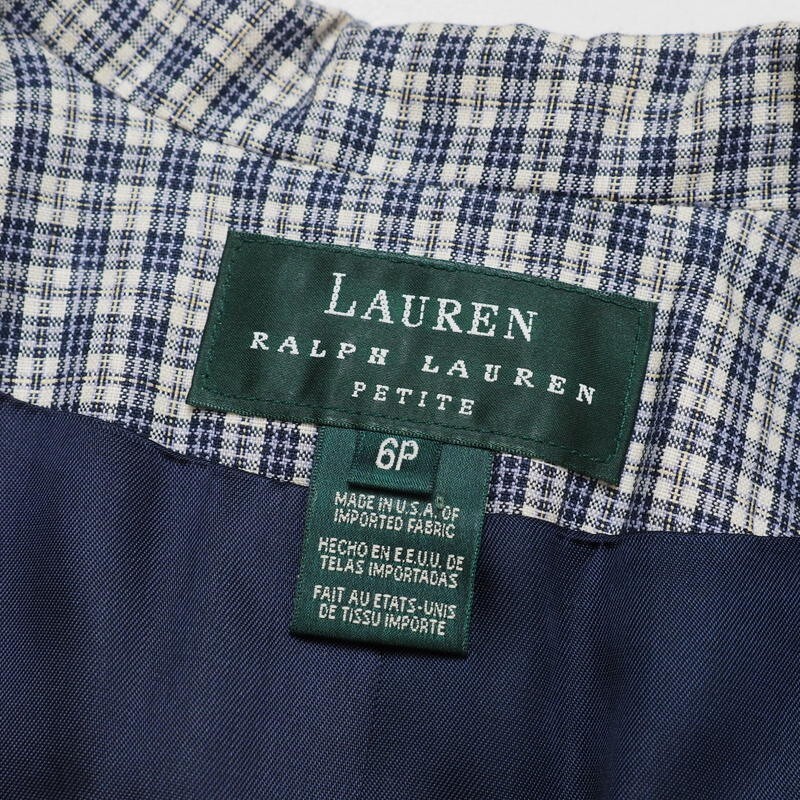 LAUREN
RALPH LAUREN
PETITE
6P
MADE IN U.S.A. OF
IMPORTED FABRIC
HECHO EN E.E.U.U. DE
TELAS IMPORTADAS
FAIT AU ETATS-UNIS
DE TISSU IMPORTE